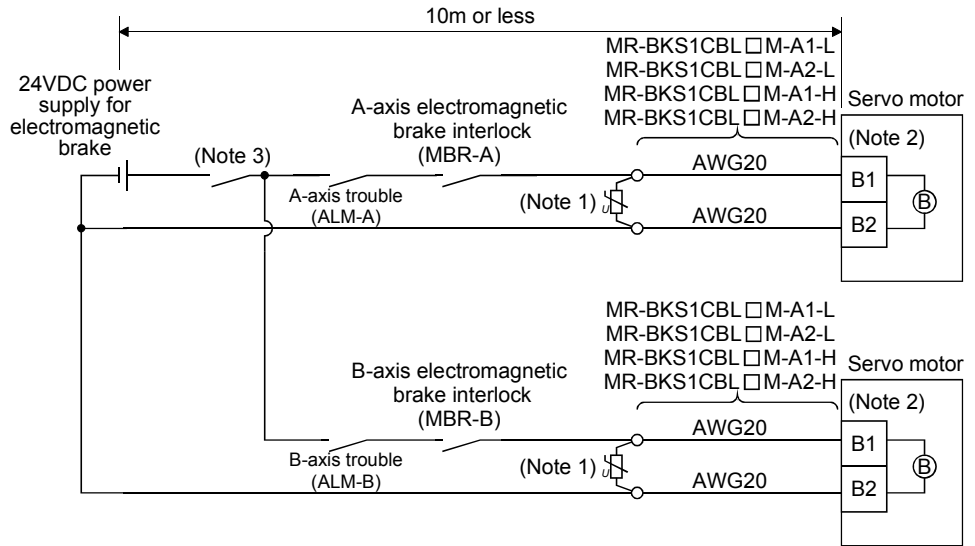 10m or less
MR-BKS1CBL□M-A1-L
MR-BKS1CBL□M-A2-L
MR-BKS1CBL□M-A1-H
MR-BKS1CBL□M-A2-H
24VDC power
supply for
electromagnetic
brake
A-axis electromagnetic
brake interlock
(MBR-A)
Servo motor
(Note 2)
(Note 3)
AWG20
B1
A-axis trouble
(ALM-A)
(Note 1)
U
B
AWG20
B2
MR-BKS1CBL□M-A1-L
MR-BKS1CBL□M-A2-L
MR-BKS1CBL□M-A1-H
MR-BKS1CBL□M-A2-H
B-axis electromagnetic
brake interlock
(MBR-B)
Servo motor
(Note 2)
AWG20
B1
B-axis trouble
(ALM-B)
(Note 1)
U
B
AWG20
B2